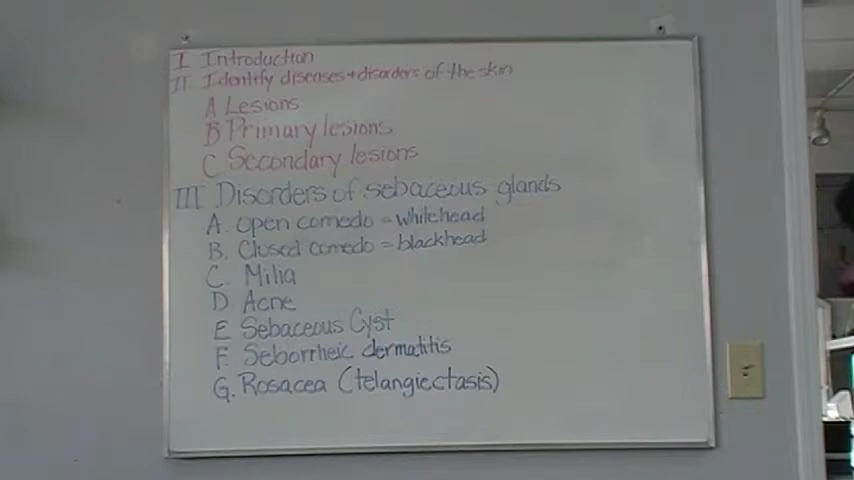 I Introduction
II Identify diseases + disorders of the skin
A Lesions
B Primary lesions
C Secondary lesions
III Disorders of sebaceous glands
A. open comedo = whitehead
B. Closed comedo = blackhead
C. Milia
D. Acne
E Sebaceous Cyst
F. Seborrheic dermatitis
G. Rosacea (telangiectasis)